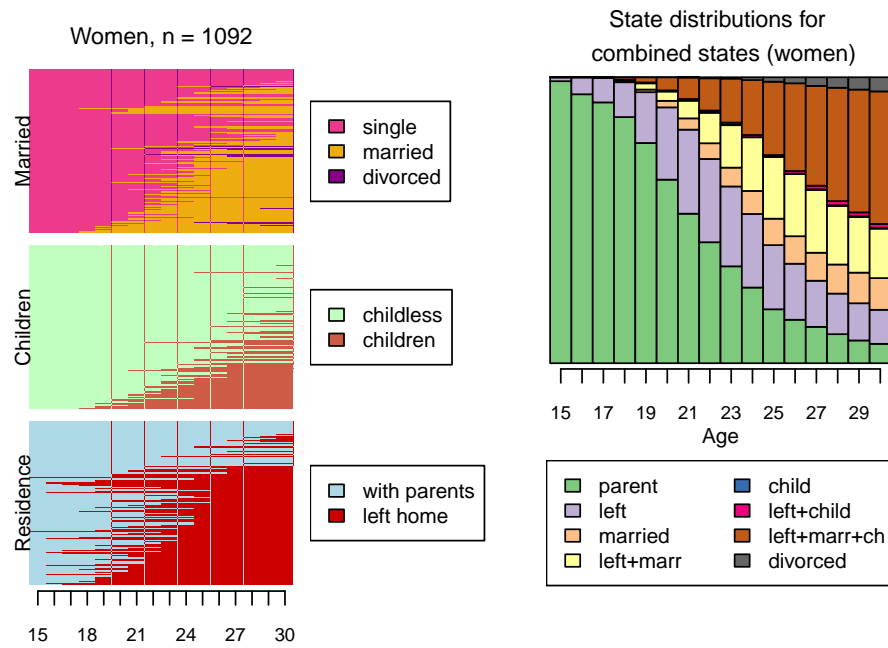 Women, n = 1092
Married
single
married
divorced
Children
childless
children
Residence
with parents
left home
15 18 21 24 27 30
State distributions for
combined states (women)
15 17 19 21 23 25 27 29
Age
parent
left
married
left+marr
child
left+child
left+marr+ch
divorced